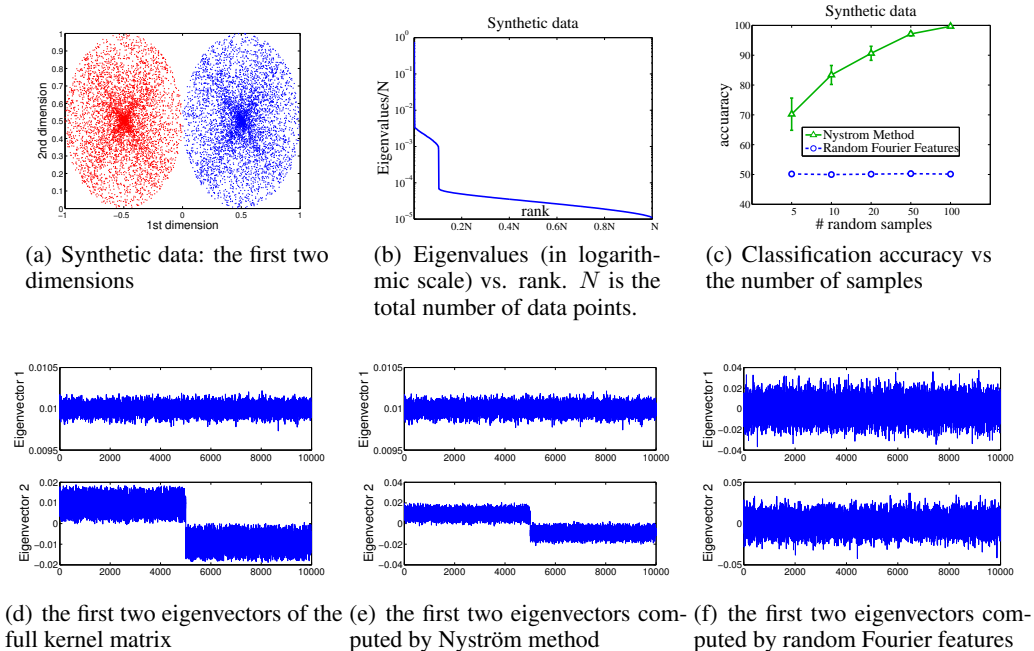 Synthetic data
1
0.9
0.8
0.7
0.6
0.5
0.4
0.3
0.2
0.1
0
2nd dimension
−1 −0.5 0 0.5 1
1st dimension
(a) Synthetic data: the first two
dimensions
Synthetic data
10^0
10^−1
10^−2
10^−3
10^−4
10^−5
Eigenvalues/N
rank
0.2N 0.4N 0.6N 0.8N N
(b) Eigenvalues (in logarith-
mic scale) vs. rank. N is the
total number of data points.
100
90
80
70
60
50
40
accuaracy
Nystrom Method
Random Fourier Features
5 10 20 50 100
# random samples
(c) Classification accuracy vs
the number of samples
0.0105
0.01
0.0095
Eigenvector 1
0 2000 4000 6000 8000 10000
0.02
0.01
0
−0.01
−0.02
Eigenvector 2
0 2000 4000 6000 8000 10000
(d) the first two eigenvectors of the
full kernel matrix
0.0105
0.01
0.0095
Eigenvector 1
0 2000 4000 6000 8000 10000
0.04
0.02
0
−0.02
−0.04
Eigenvector 2
0 2000 4000 6000 8000 10000
(e) the first two eigenvectors com-
puted by Nyström method
0.04
0.02
0
−0.02
−0.04
Eigenvector 1
0 2000 4000 6000 8000 10000
0.05
0
−0.05
Eigenvector 2
0 2000 4000 6000 8000 10000
(f) the first two eigenvectors com-
puted by random Fourier features